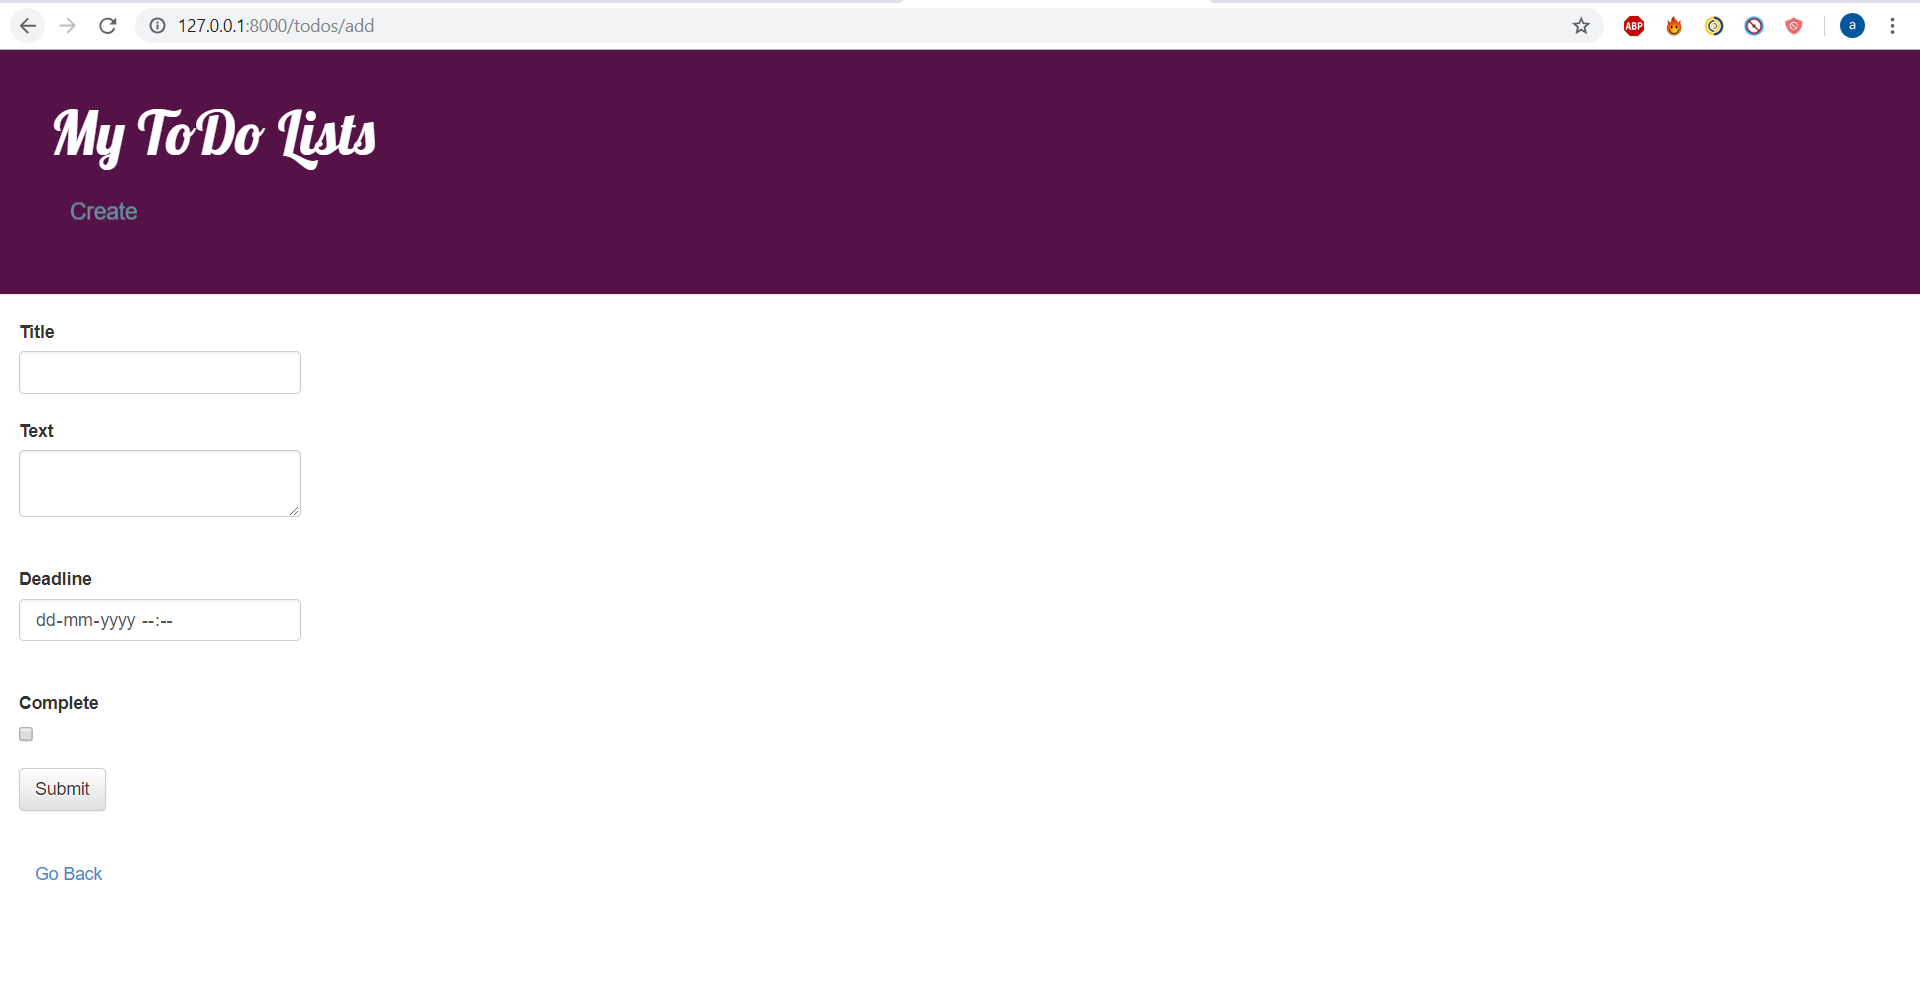 127.0.0.1:8000/todos/add
ABP
a
My ToDo Lists
Create
Title
Text
Deadline
dd-mm-yyyy --:--
Complete
Submit
Go Back